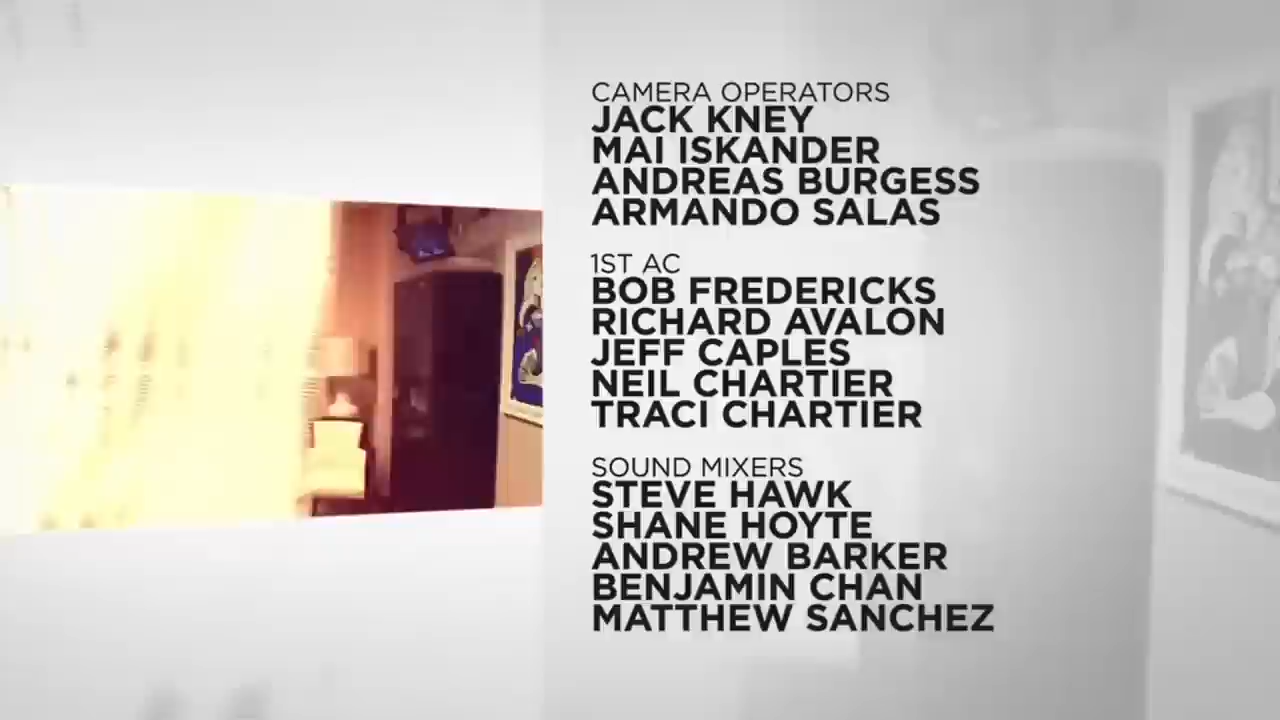 CAMERA OPERATORS
JACK KNEY
MAI ISKANDER
ANDREAS BURGESS
ARMANDO SALAS
1ST AC
BOB FREDERICKS
RICHARD AVALON
JEFF CAPLES
NEIL CHARTIER
TRACI CHARTIER
SOUND MIXERS
STEVE HAWK
SHANE HOYTE
ANDREW BARKER
BENJAMIN CHAN
MATTHEW SANCHEZ